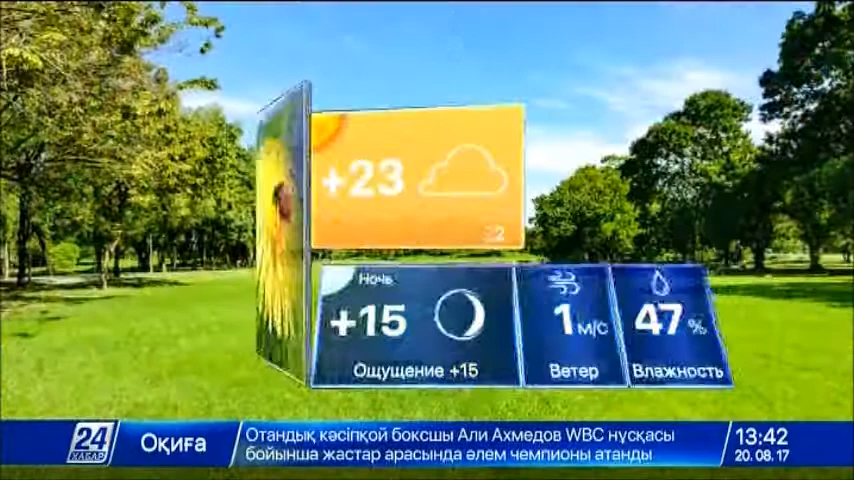 +23
Ночь
+15
Ощущение +15
1 м/с
Ветер
47 %
Влажность
24
ХАБАР
Оқиға
Отандық кәсіпқой боксшы Али Ахмедов WBC нұсқасы
бойынша жастар арасында әлем чемпионы атанды
13:42
20.08.17